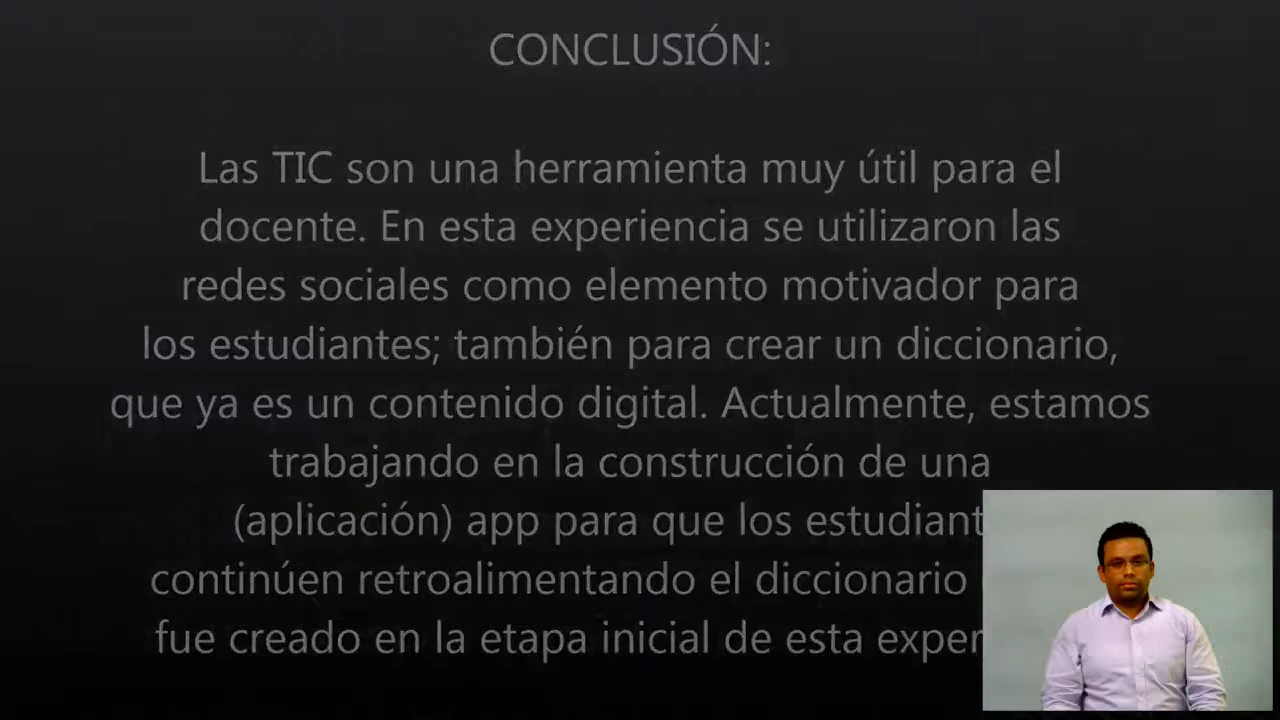 CONCLUSIÓN:
Las TIC son una herramienta muy útil para el
docente. En esta experiencia se utilizaron las
redes sociales como elemento motivador para
los estudiantes; también para crear un diccionario,
que ya es un contenido digital. Actualmente, estamos
trabajando en la construcción de una
(aplicación) app para que los
continúen retroalimentando el diccionario
fue creado en la etapa inicial de esta